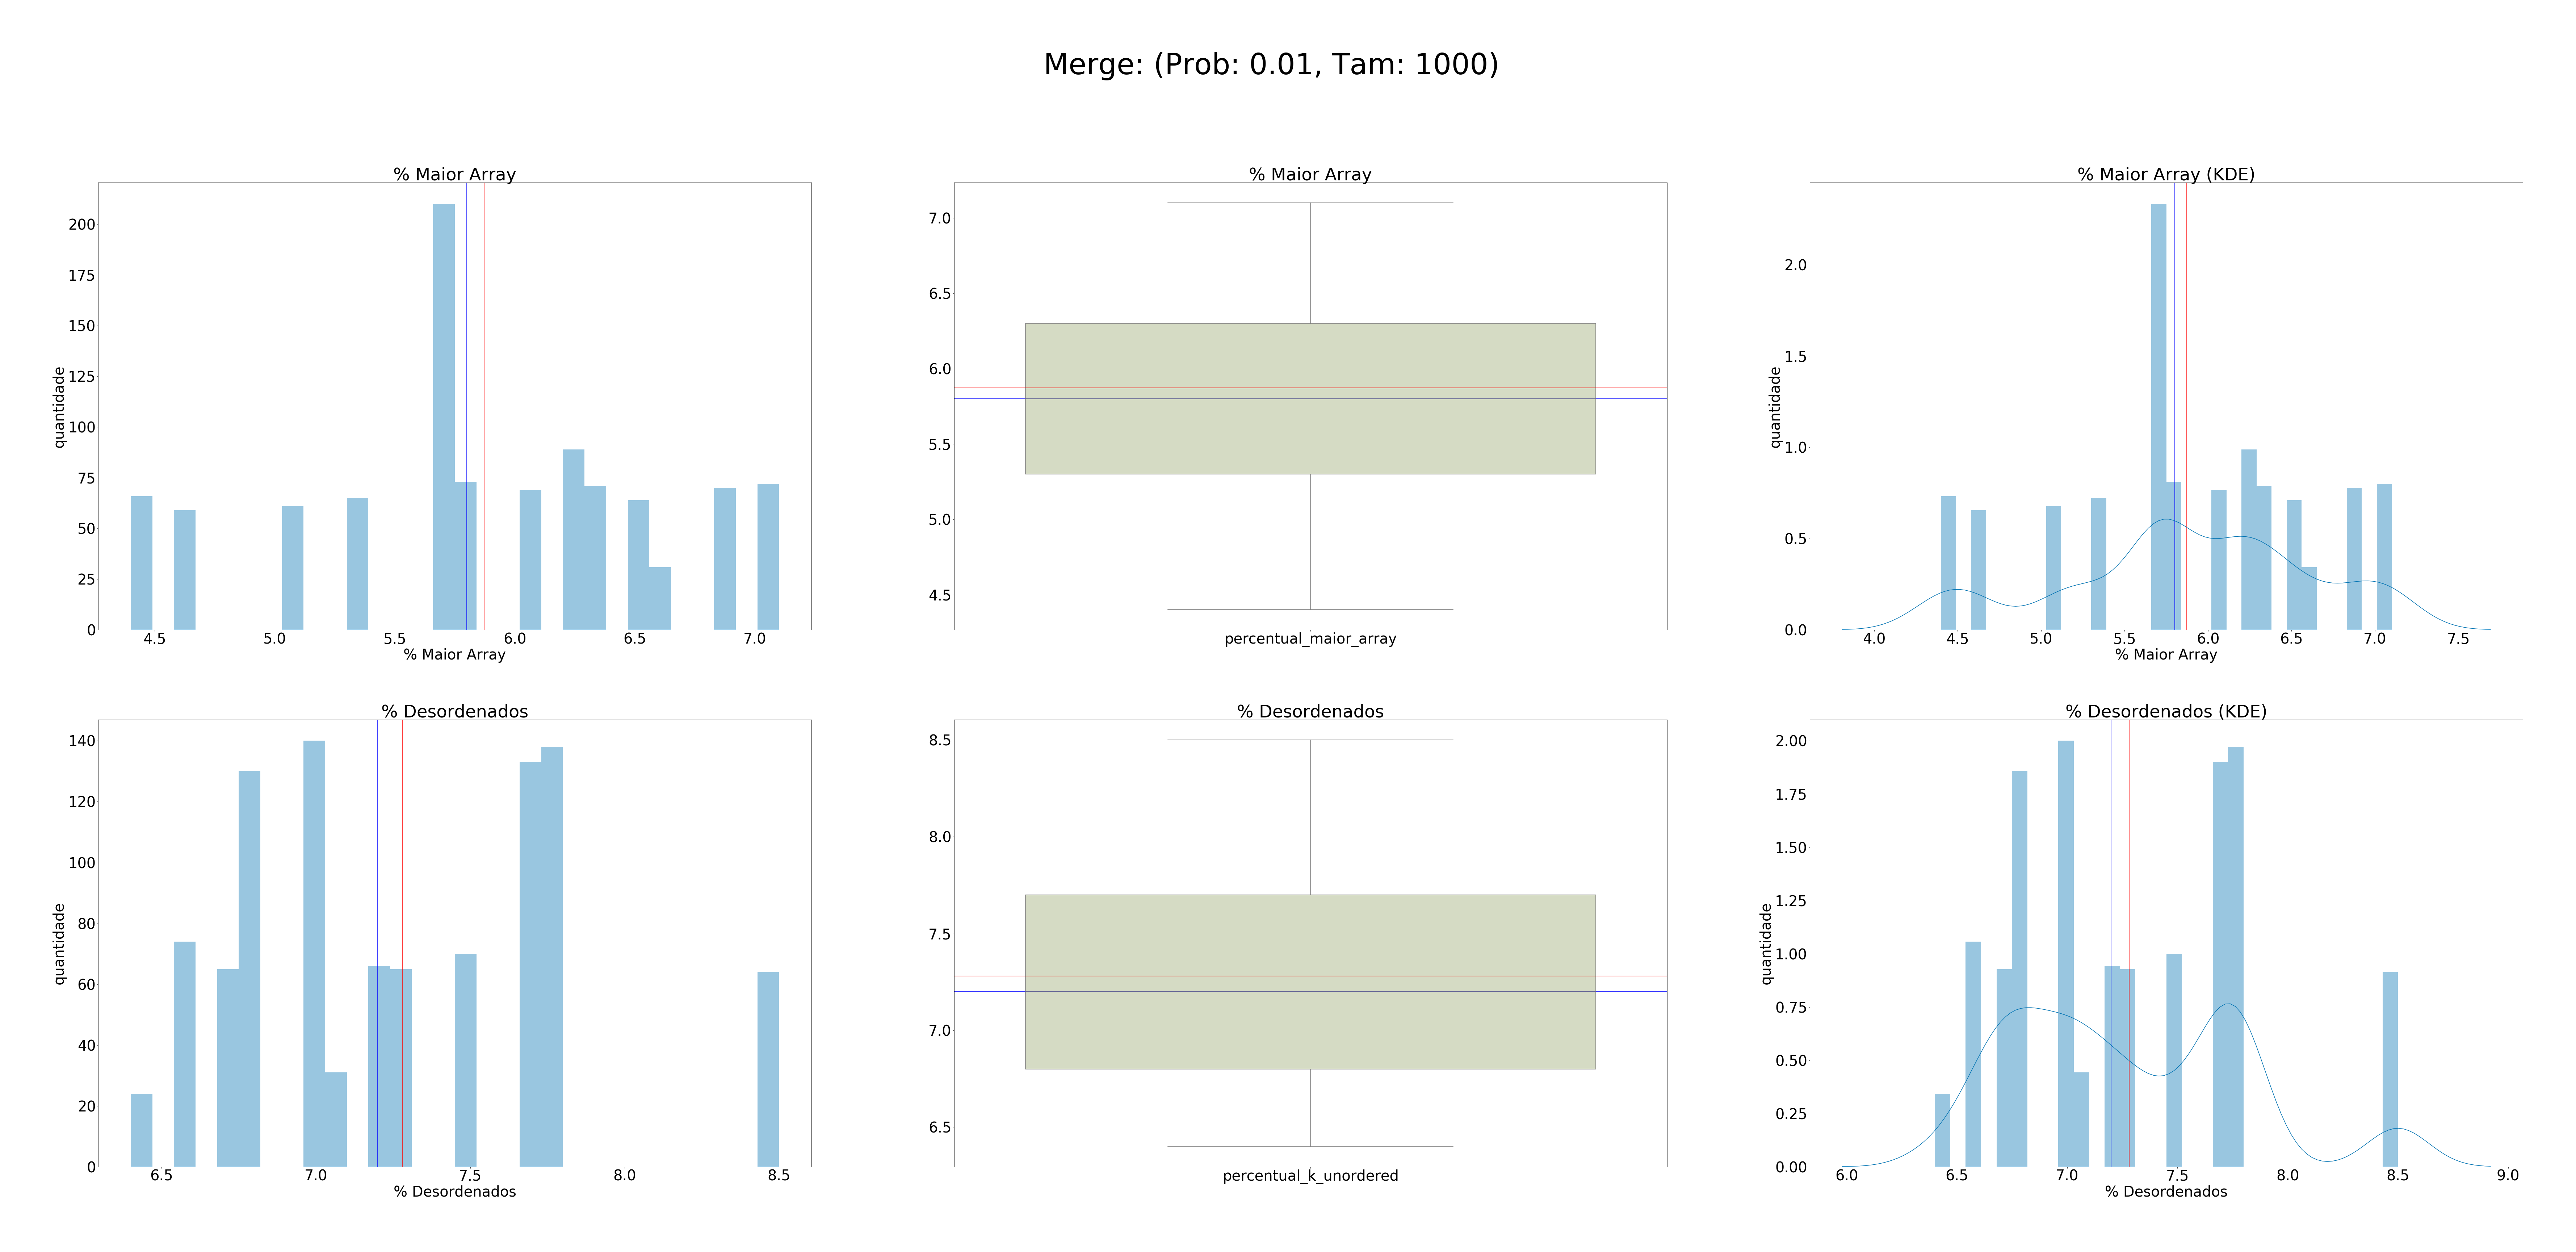 Merge: (Prob: 0.01, Tam: 1000)
% Maior Array
200
175
150
125
100
75
50
25
0
quantidade
4.5 5.0 5.5 6.0 6.5 7.0
% Maior Array
% Maior Array
7.0
6.5
6.0
5.5
5.0
4.5
percentual_maior_array
% Maior Array (KDE)
2.0
1.5
1.0
0.5
0.0
quantidade
4.0 4.5 5.0 5.5 6.0 6.5 7.0 7.5
% Maior Array
% Desordenados
140
120
100
80
60
40
20
0
quantidade
6.5 7.0 7.5 8.0 8.5
% Desordenados
% Desordenados
8.5
8.0
7.5
7.0
6.5
percentual_k_unordered
% Desordenados (KDE)
2.00
1.75
1.50
1.25
1.00
0.75
0.50
0.25
0.00
quantidade
6.0 6.5 7.0 7.5 8.0 8.5 9.0
% Desordenados